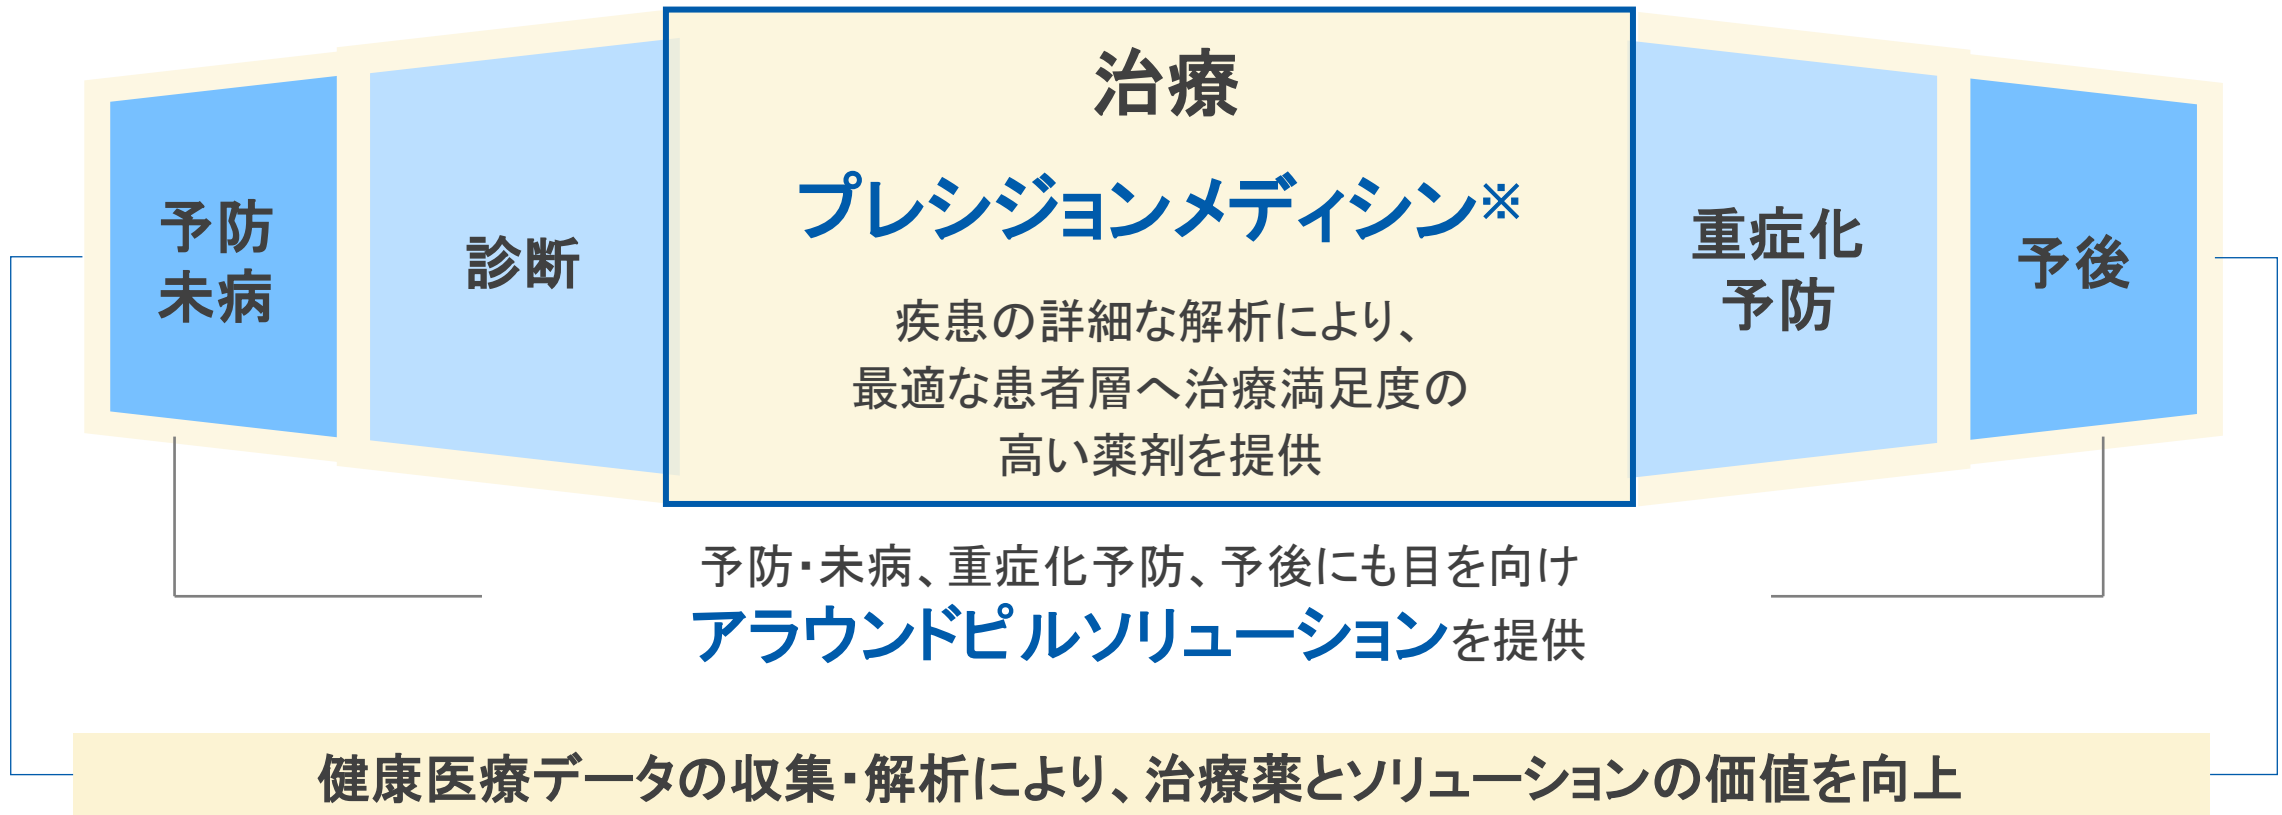 予防
未病
診断
治療
プレシジョンメディシン※
疾患の詳細な解析により、
最適な患者層へ治療満足度の
高い薬剤を提供
重症化
予防
予後
予防・未病、重症化予防、予後にも目を向け
アラウンドピルソリューションを提供
健康医療データの収集・解析により、治療薬とソリューションの価値を向上